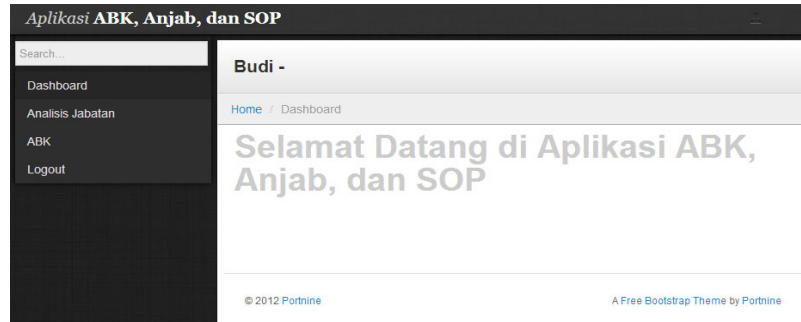 Aplikasi ABK, Anjab, dan SOP
Search...
Dashboard
Analisis Jabatan
ABK
Logout
Budi -
Home / Dashboard
Selamat Datang di Aplikasi ABK,
Anjab, dan SOP
© 2012 Portnine
A Free Bootstrap Theme by Portnine